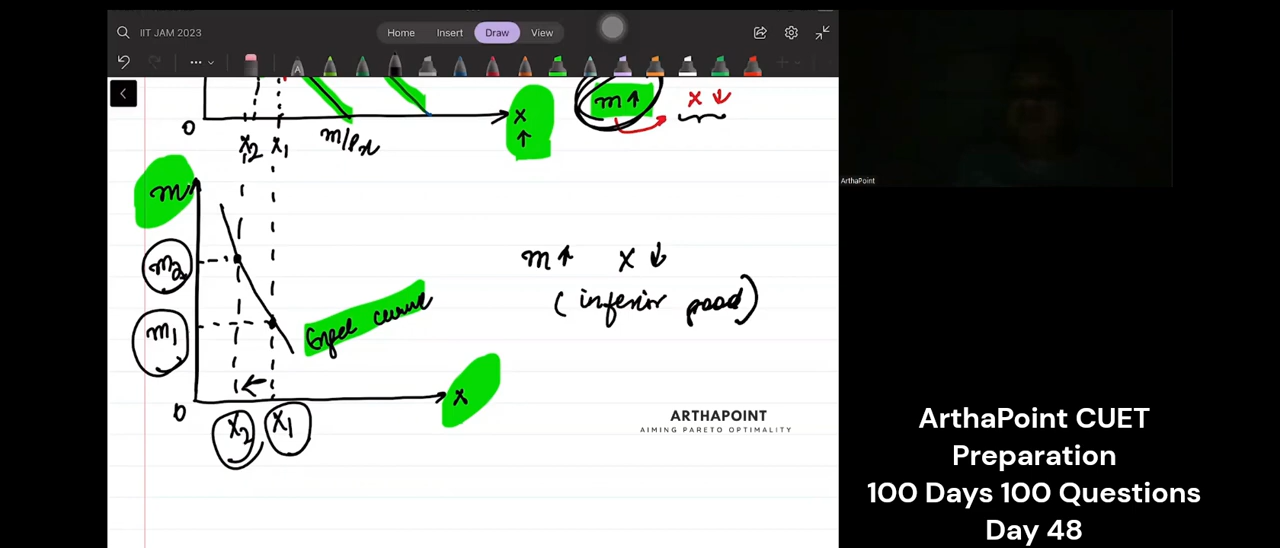 IIT JAM 2023
Home Insert Draw View
m↑ x↓
x
↑
0
x2 x1 m/Px
m
m2
m1
Engel curve
m↑ x↓
(inferior good)
x
0
x2, x1
ARTHAPOINT
AIMING PARETO OPTIMALITY
ArthaPoint
ArthaPoint CUET
Preparation
100 Days 100 Questions
Day 48